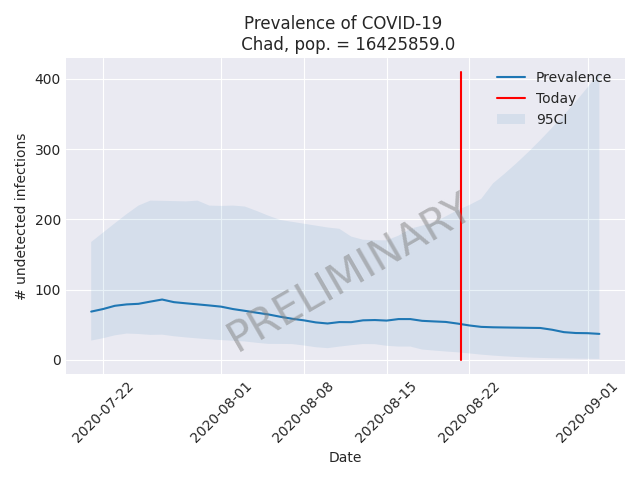 Prevalence of COVID-19
Chad, pop. = 16425859.0
400
300
200
100
0
# undetected infections
Prevalence
Today
95CI
PRELIMINARY
2020-07-22
2020-08-01
2020-08-08
2020-08-15
2020-08-22
2020-09-01
Date